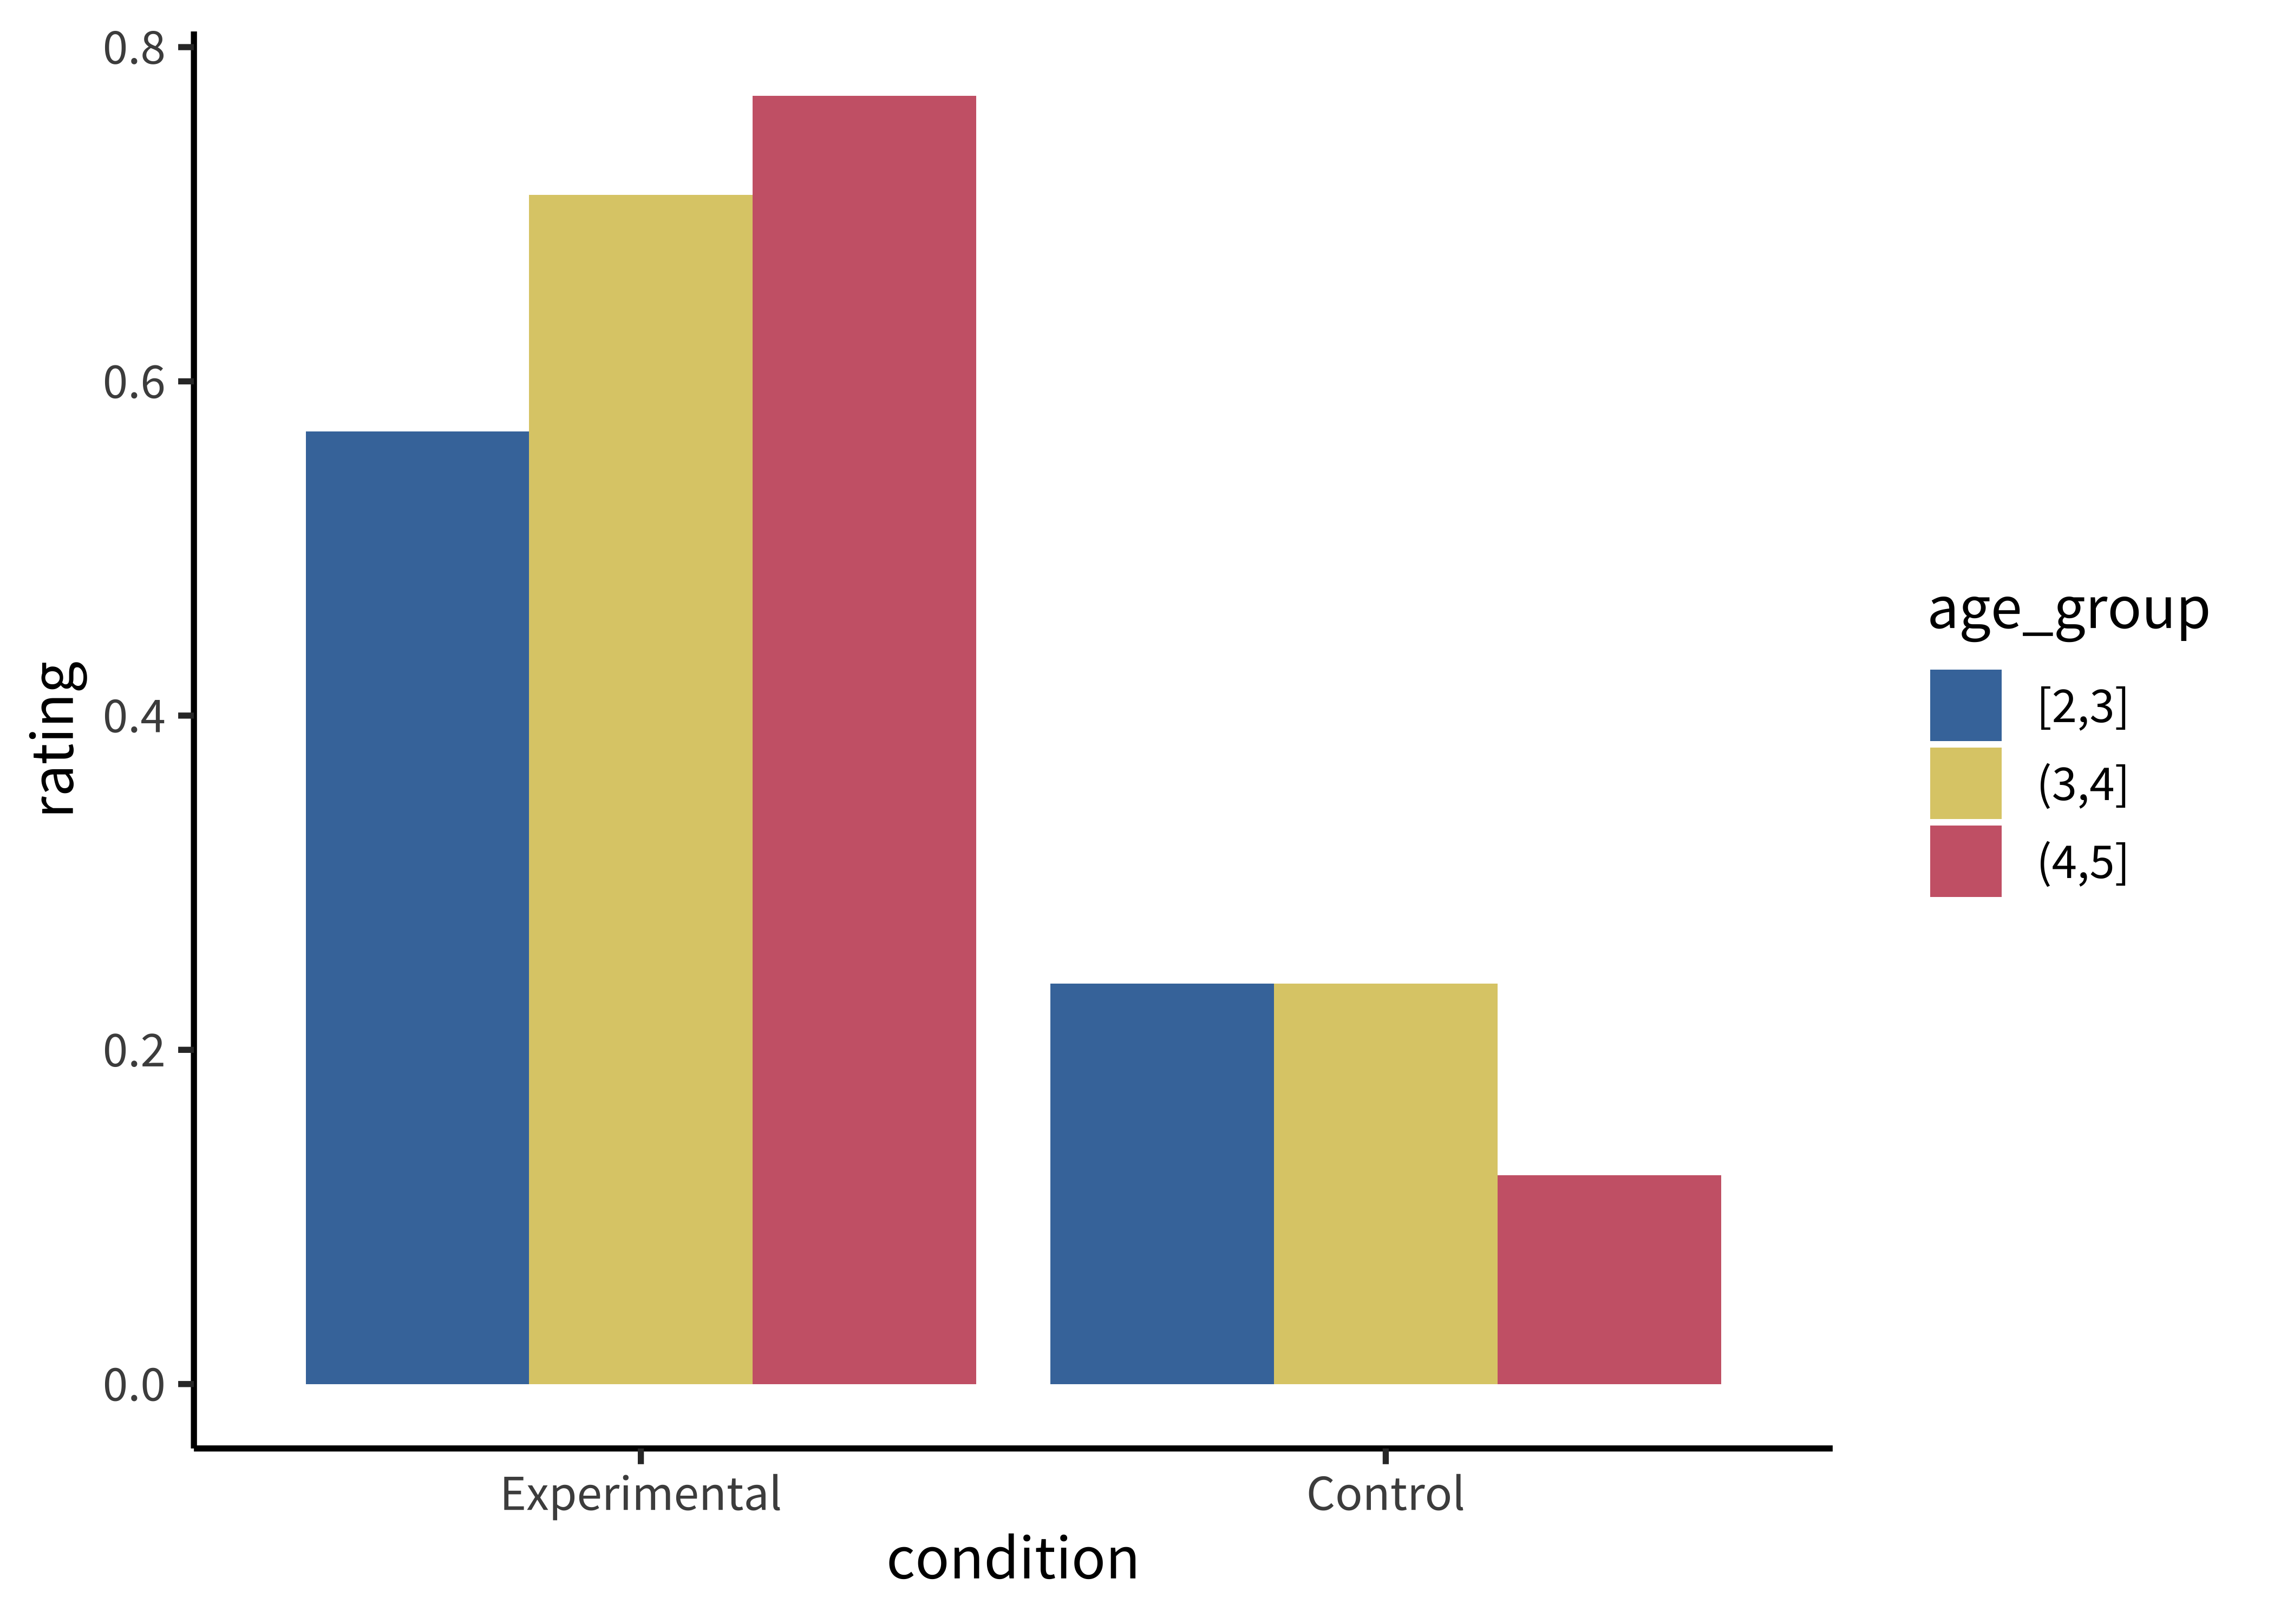 0.8
0.6
0.4
0.2
0.0
rating
Experimental
Control
condition
age_group
[2,3]
(3,4]
(4,5]